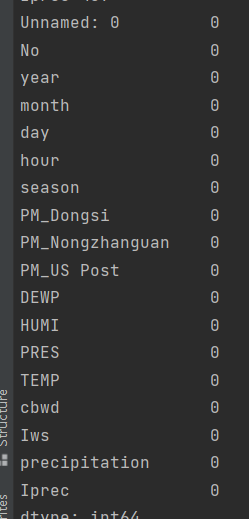 Unnamed: 0 0
No 0
year 0
month 0
day 0
hour 0
season 0
PM_Dongsi 0
PM_Nongzhanguan 0
PM_US Post 0
DEWP 0
HUMI 0
PRES 0
TEMP 0
cbwd 0
Iws 0
precipitation 0
Iprec 0
dtype: int64
Structure